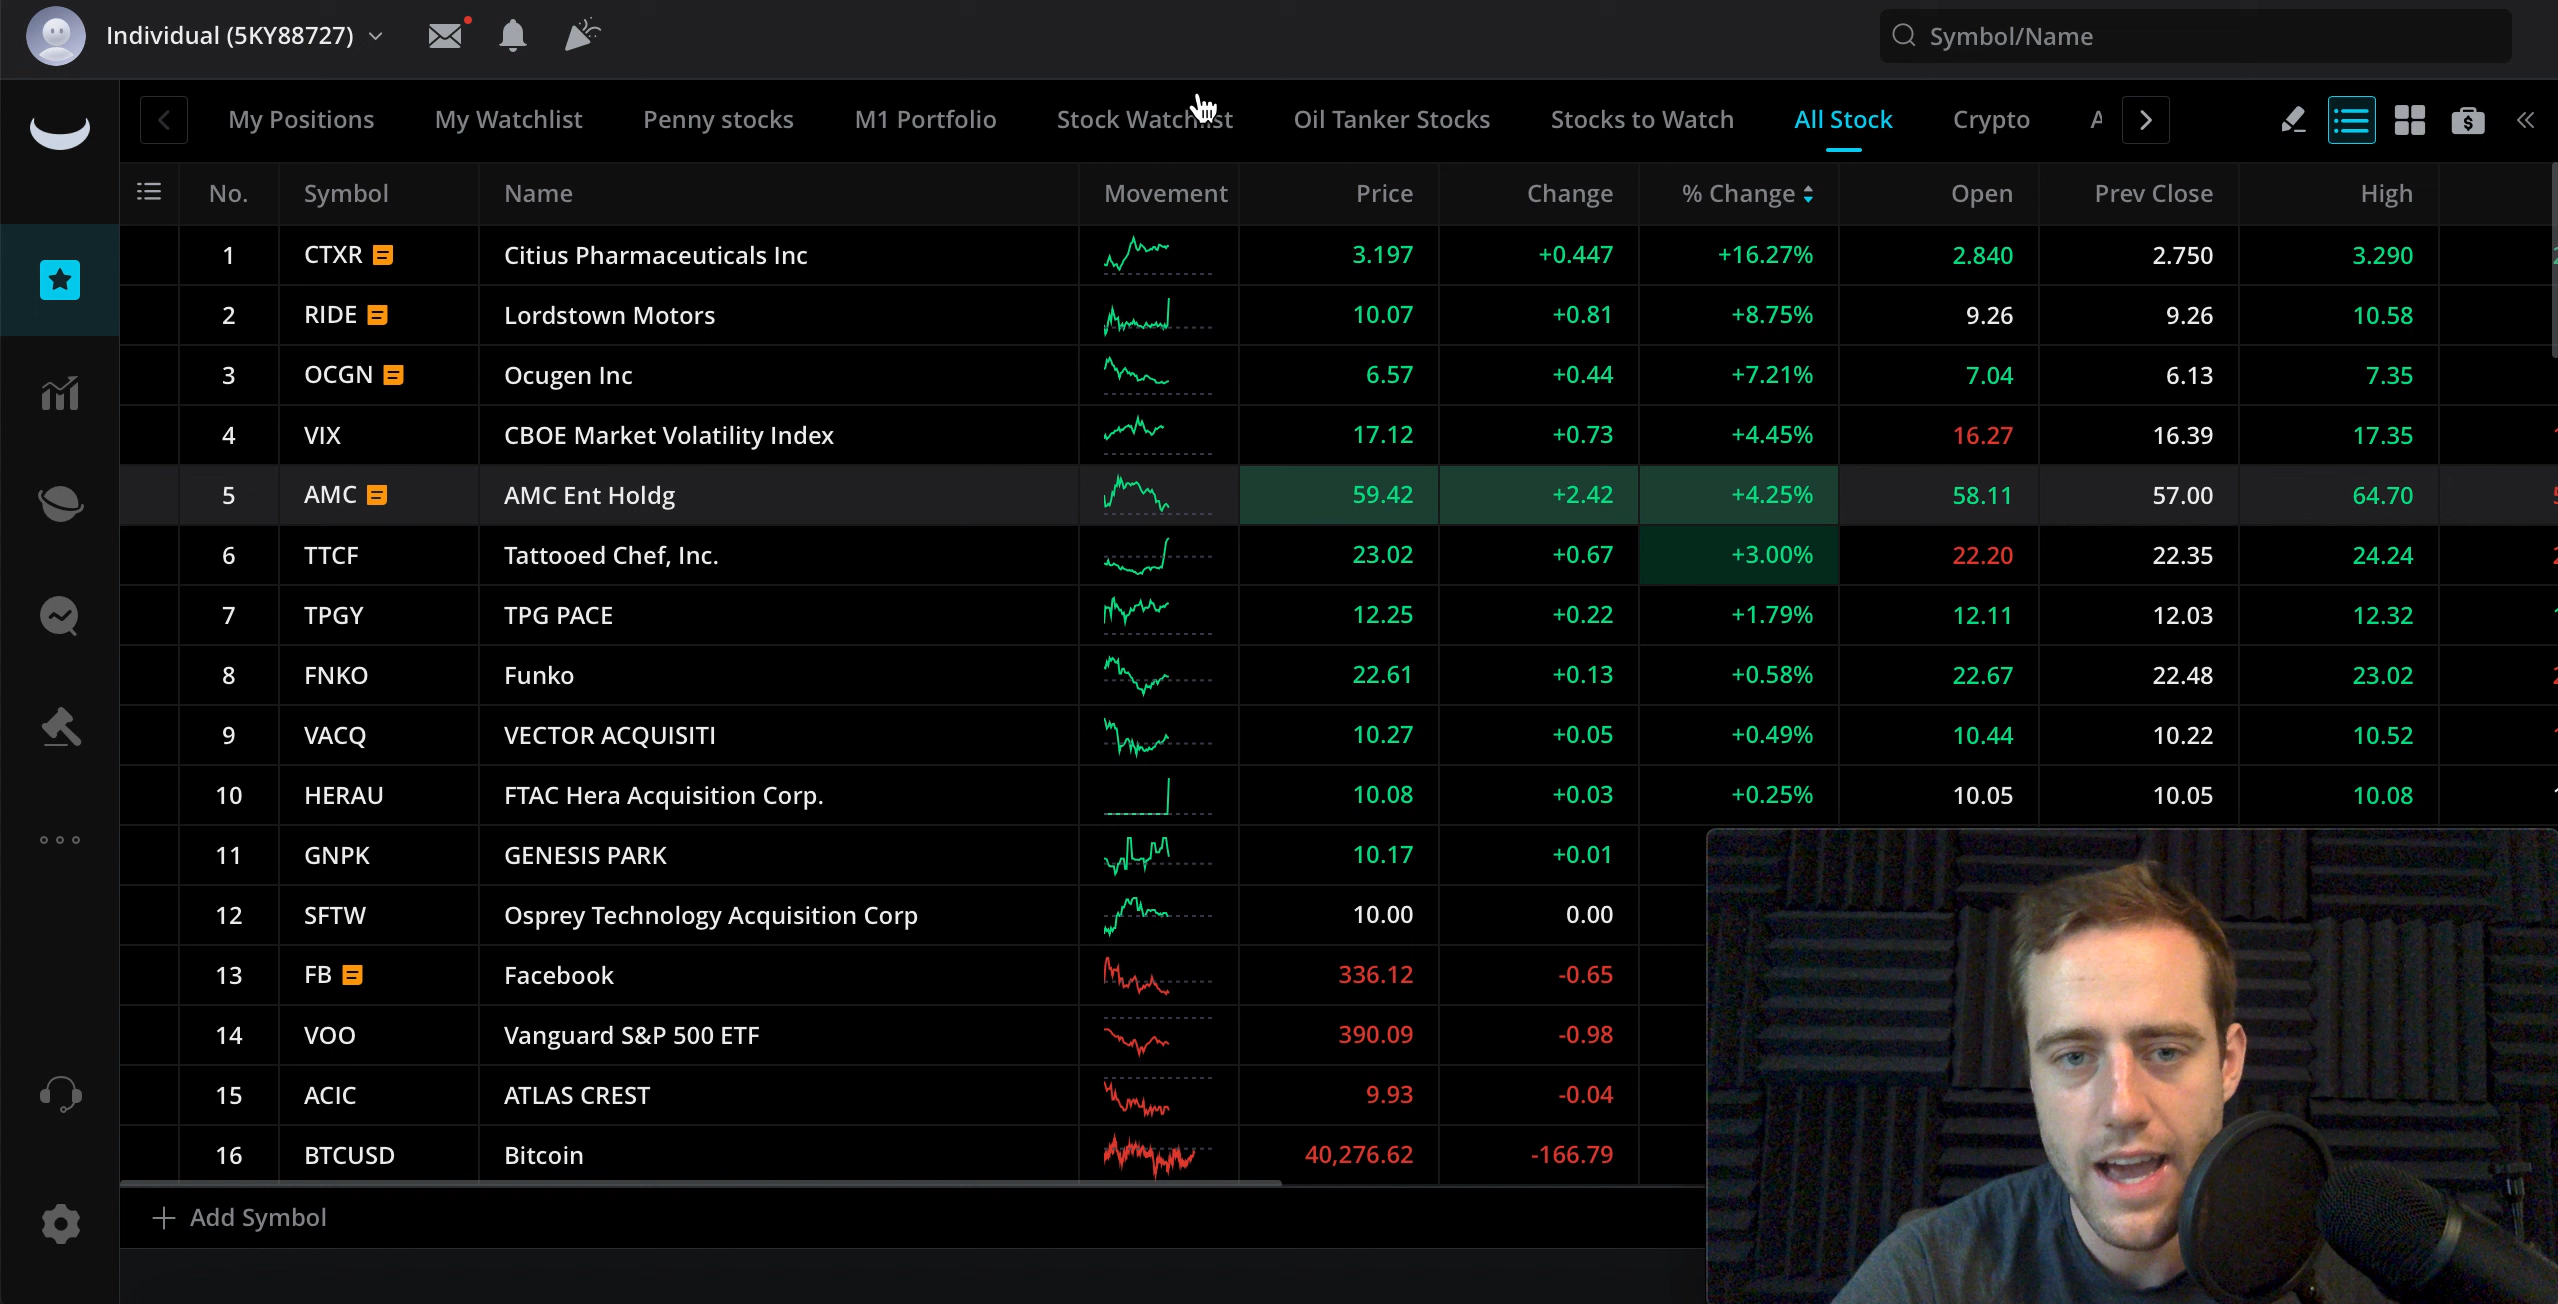 Individual (5KY88727)
Symbol/Name
My Positions My Watchlist Penny stocks M1 Portfolio Stock Watchlist Oil Tanker Stocks Stocks to Watch All Stock Crypto
No. Symbol Name Movement Price Change % Change Open Prev Close High
1 CTXR Citius Pharmaceuticals Inc 3.197 +0.447 +16.27% 2.840 2.750 3.290
2 RIDE Lordstown Motors 10.07 +0.81 +8.75% 9.26 9.26 10.58
3 OCGN Ocugen Inc 6.57 +0.44 +7.21% 7.04 6.13 7.35
4 VIX CBOE Market Volatility Index 17.12 +0.73 +4.45% 16.27 16.39 17.35
5 AMC AMC Ent Holdg 59.42 +2.42 +4.25% 58.11 57.00 64.70
6 TTCF Tattooed Chef, Inc. 23.02 +0.67 +3.00% 22.20 22.35 24.24
7 TPGY TPG PACE 12.25 +0.22 +1.79% 12.11 12.03 12.32
8 FNKO Funko 22.61 +0.13 +0.58% 22.67 22.48 23.02
9 VACQ VECTOR ACQUISITI 10.27 +0.05 +0.49% 10.44 10.22 10.52
10 HERAU FTAC Hera Acquisition Corp. 10.08 +0.03 +0.25% 10.05 10.05 10.08
11 GNPK GENESIS PARK 10.17 +0.01
12 SFTW Osprey Technology Acquisition Corp 10.00 0.00
13 FB Facebook 336.12 -0.65
14 VOO Vanguard S&P 500 ETF 390.09 -0.98
15 ACIC ATLAS CREST 9.93 -0.04
16 BTCUSD Bitcoin 40,276.62 -166.79
Add Symbol